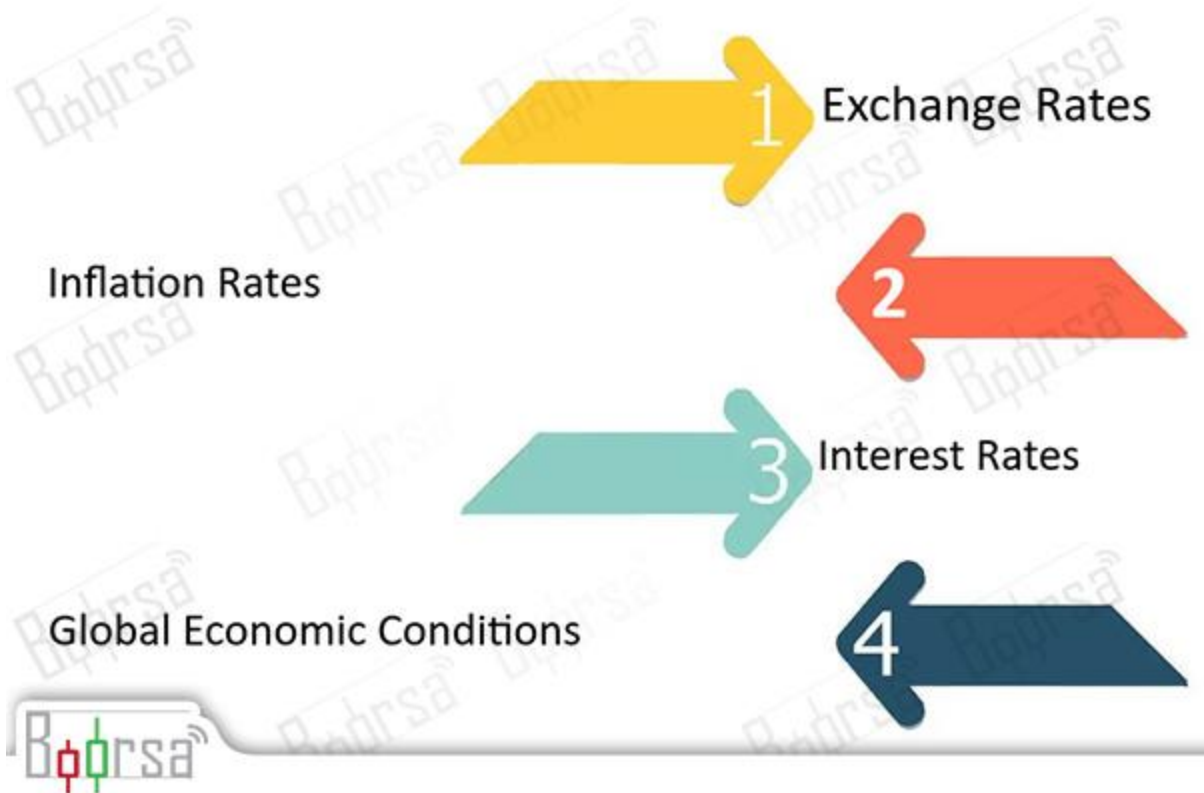 1 Exchange Rates
Inflation Rates 2
3 Interest Rates
Global Economic Conditions 4
Boorsa